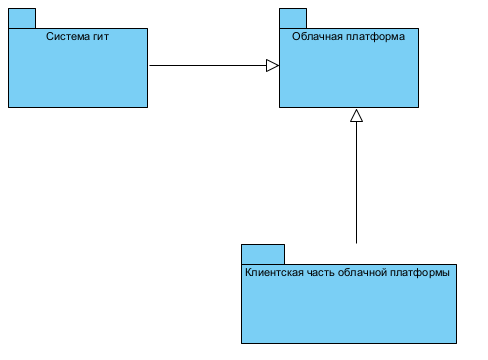 Система гит
Облачная платформа
Клиентская часть облачной платформы